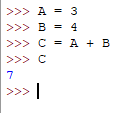 >>> A = 3
>>> B = 4
>>> C = A + B
>>> C
7
>>>